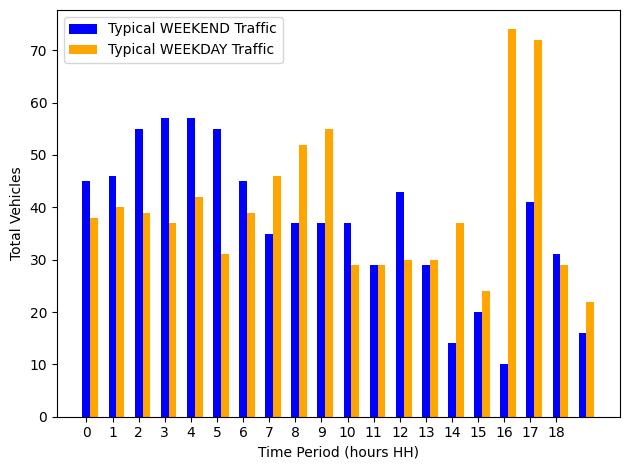 Typical WEEKEND Traffic
Typical WEEKDAY Traffic
70
60
50
40
30
20
10
0
Total Vehicles
0 1 2 3 4 5 6 7 8 9 10 11 12 13 14 15 16 17 18
Time Period (hours HH)